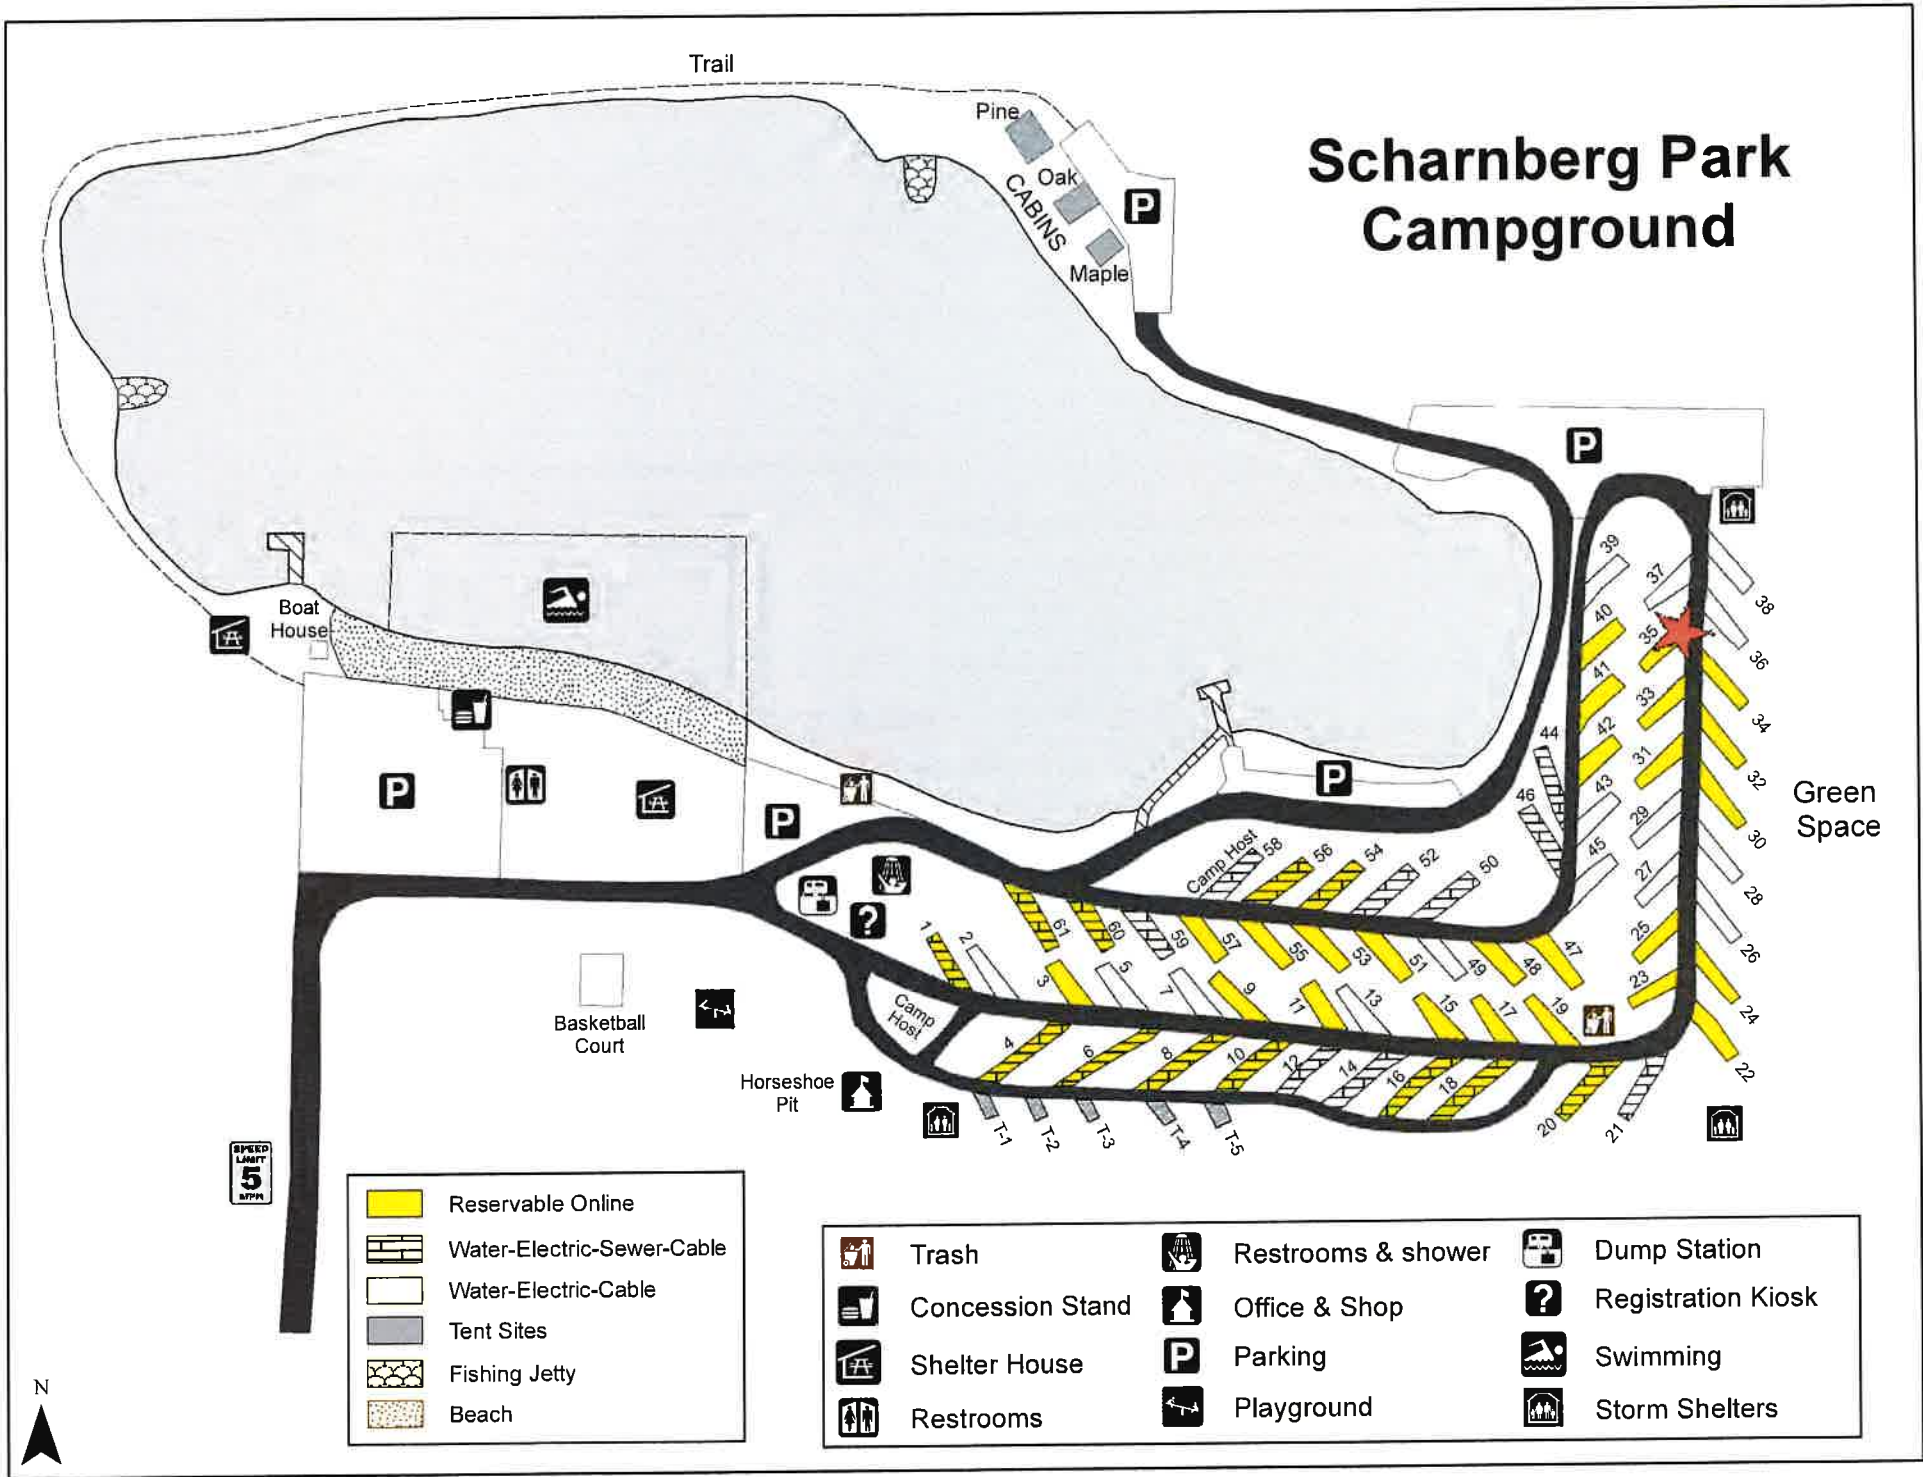 Trail
Scharnberg Park
Campground
Pine
Oak
CABINS
Maple
P
P
39
37
38
40
35
36
41
33
34
42
31
32
44
43
29
30
46
45
27
28
25
26
23
24
22
Green
Space
Boat
House
P
P
P
Camp Host
58
56
54
52
50
61
60
59
57
55
53
51
49
48
47
?
1
2
3
5
7
9
11
13
15
17
19
Camp
Host
4
6
8
10
12
14
16
18
20
21
T-1
T-2
T-3
T-4
T-5
Basketball
Court
Horseshoe
Pit
SPEED
LIMIT
5
MPH
N
Reservable Online
Water-Electric-Sewer-Cable
Water-Electric-Cable
Tent Sites
Fishing Jetty
Beach
Trash
Concession Stand
Shelter House
Restrooms
Restrooms & shower
Office & Shop
P Parking
Playground
Dump Station
? Registration Kiosk
Swimming
Storm Shelters